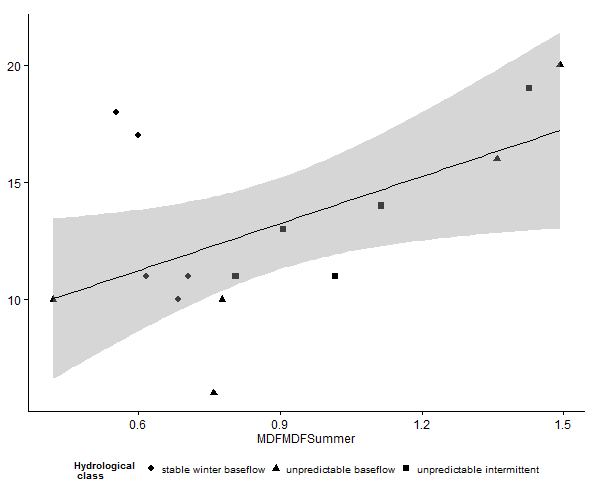 20
15
10
0.6 0.9 1.2 1.5
MDFMDFSummer
Hydrological
class
stable winter baseflow unpredictable baseflow unpredictable intermittent